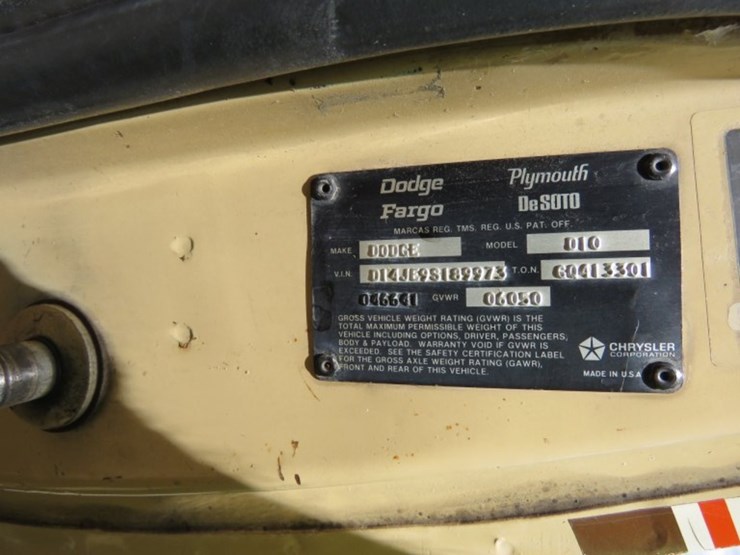 Dodge Plymouth
Fargo DeSOTO
MARCAS REG. TMS. REG. U.S. PAT. OFF.
MAKE DODGE MODEL D10
V.I.N. D14JE9S189973 T.O.N. G0413301
046641 GVWR 06050
GROSS VEHICLE WEIGHT RATING (GVWR) IS THE
TOTAL MAXIMUM PERMISSIBLE WEIGHT OF THIS
VEHICLE INCLUDING OPTIONS, DRIVER, PASSENGERS,
BODY & PAYLOAD. WARRANTY VOID IF GVWR IS
EXCEEDED. SEE THE SAFETY CERTIFICATION LABEL
FOR THE GROSS AXLE WEIGHT RATING (GAWR),
FRONT AND REAR OF THIS VEHICLE.
CHRYSLER
CORPORATION
MADE IN U.S.A.